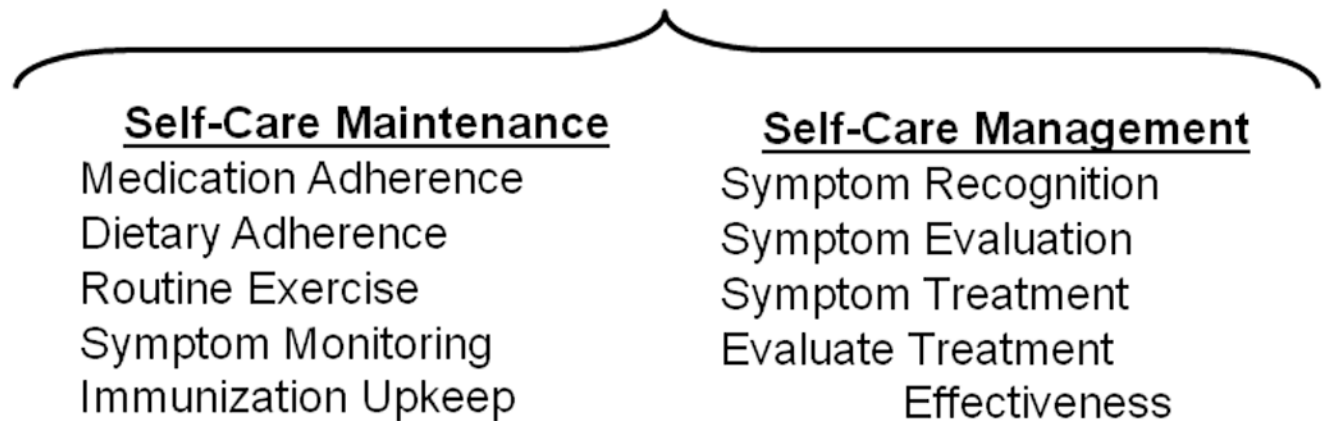 Self-Care Maintenance
Medication Adherence
Dietary Adherence
Routine Exercise
Symptom Monitoring
Immunization Upkeep
Self-Care Management
Symptom Recognition
Symptom Evaluation
Symptom Treatment
Evaluate Treatment
Effectiveness